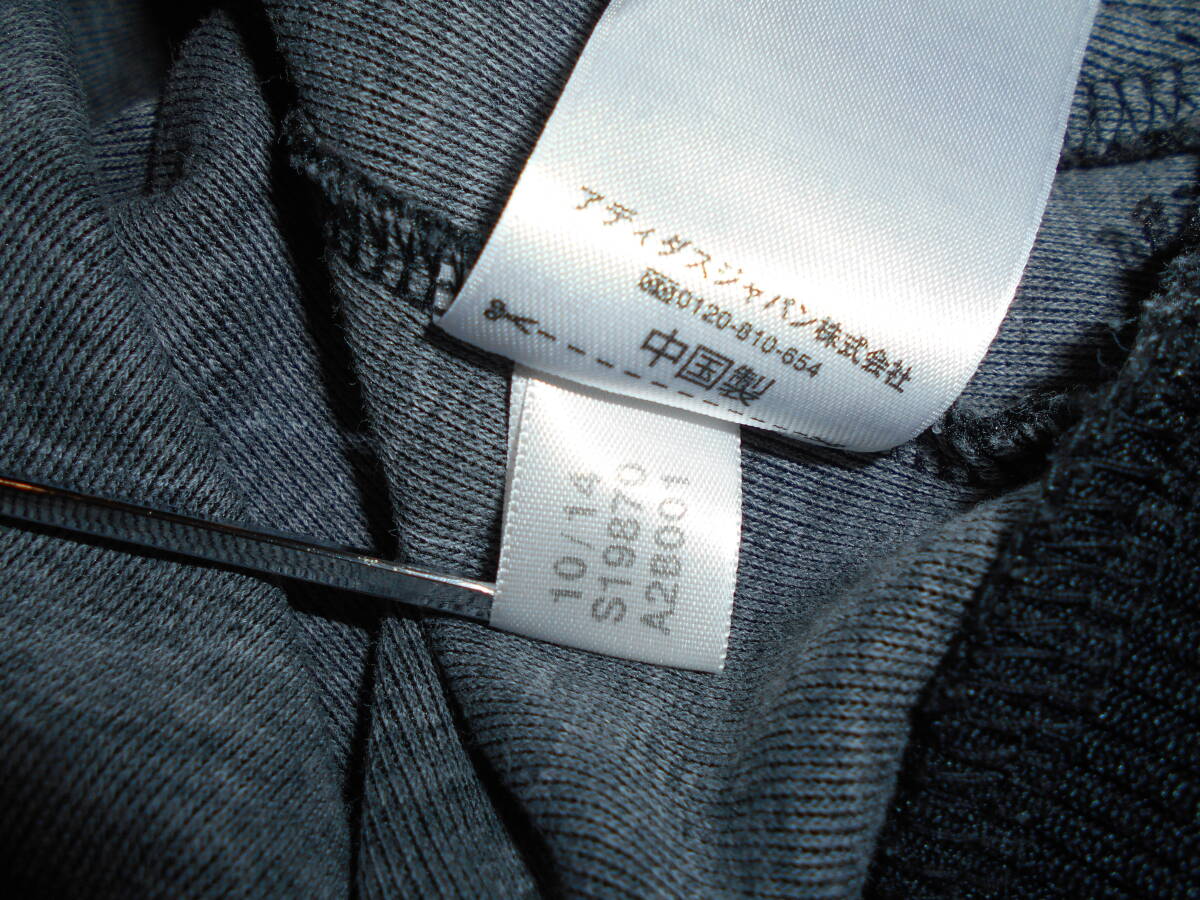 アディダスジャパン株式会社
0120-810-654
中国製
10/14
S19870
A2B001